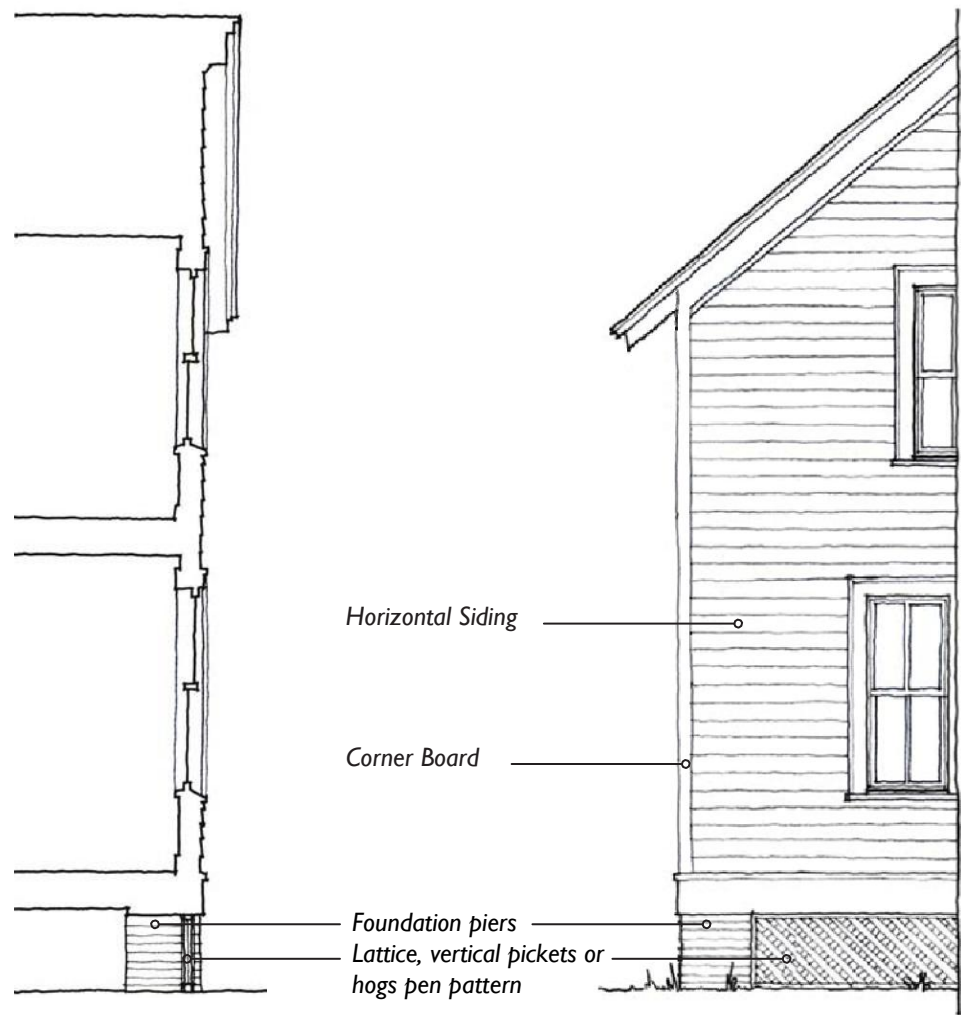 Horizontal Siding
Corner Board
Foundation piers
Lattice, vertical pickets or
hogs pen pattern